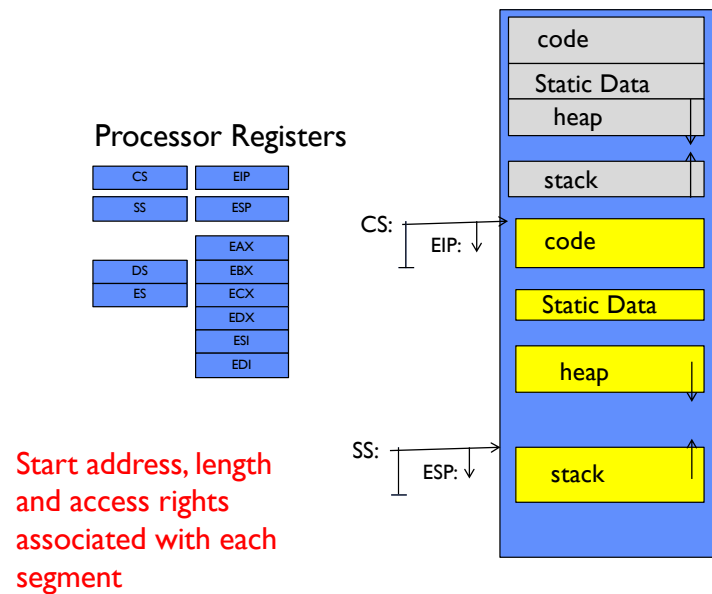 Processor Registers
CS EIP
SS ESP
EAX
DS EBX
ES ECX
EDX
ESI
EDI
Start address, length
and access rights
associated with each
segment
CS:
EIP:
SS:
ESP:
code
Static Data
heap
stack
code
Static Data
heap
stack